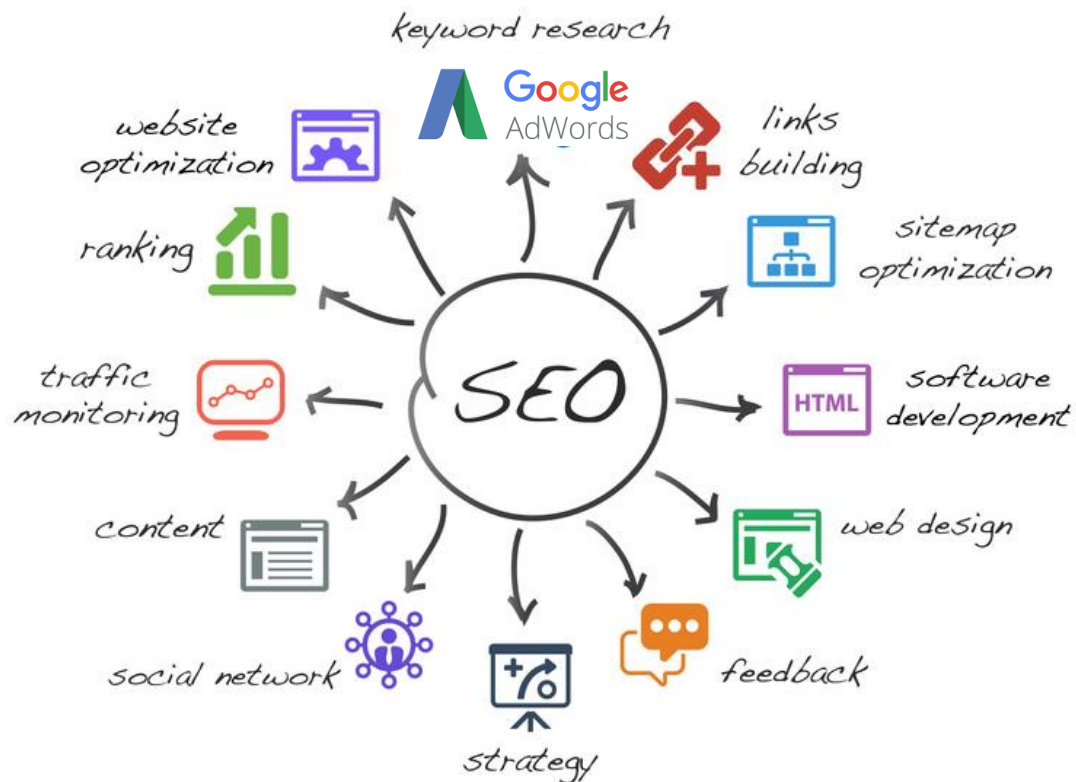 keyword research
Google
AdWords
website
optimization
links
building
ranking
sitemap
optimization
SEO
traffic
monitoring
HTML
software
development
content
web design
social network
feedback
strategy